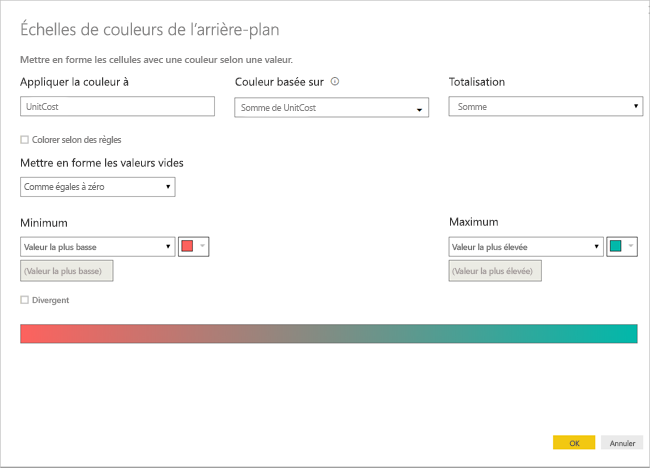 Échelles de couleurs de l'arrière-plan
Mettre en forme les cellules avec une couleur selon une valeur.
Appliquer la couleur à Couleur basée sur Totalisation
UnitCost Somme de UnitCost Somme
Colorer selon des règles
Mettre en forme les valeurs vides
Comme égales à zéro
Minimum Maximum
Valeur la plus basse Valeur la plus élevée
(Valeur la plus basse) (Valeur la plus élevée)
Divergent
OK Annuler